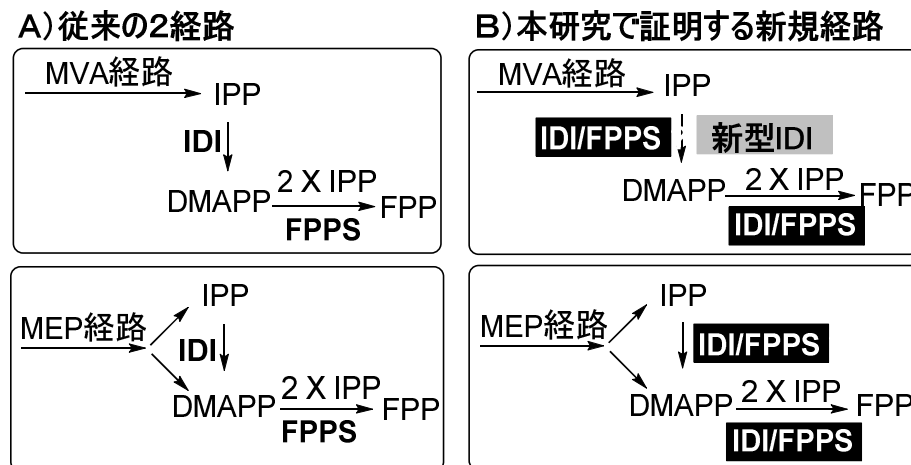 A)従来の2経路
MVA経路
IPP
IDI
DMAPP
2 X IPP
FPPS
FPP
MEP経路
IPP
IDI
DMAPP
2 X IPP
FPPS
FPP
B)本研究で証明する新規経路
MVA経路
IPP
IDI/FPPS
新型IDI
DMAPP
2 X IPP
IDI/FPPS
FPP
MEP経路
IPP
IDI/FPPS
DMAPP
2 X IPP
IDI/FPPS
FPP